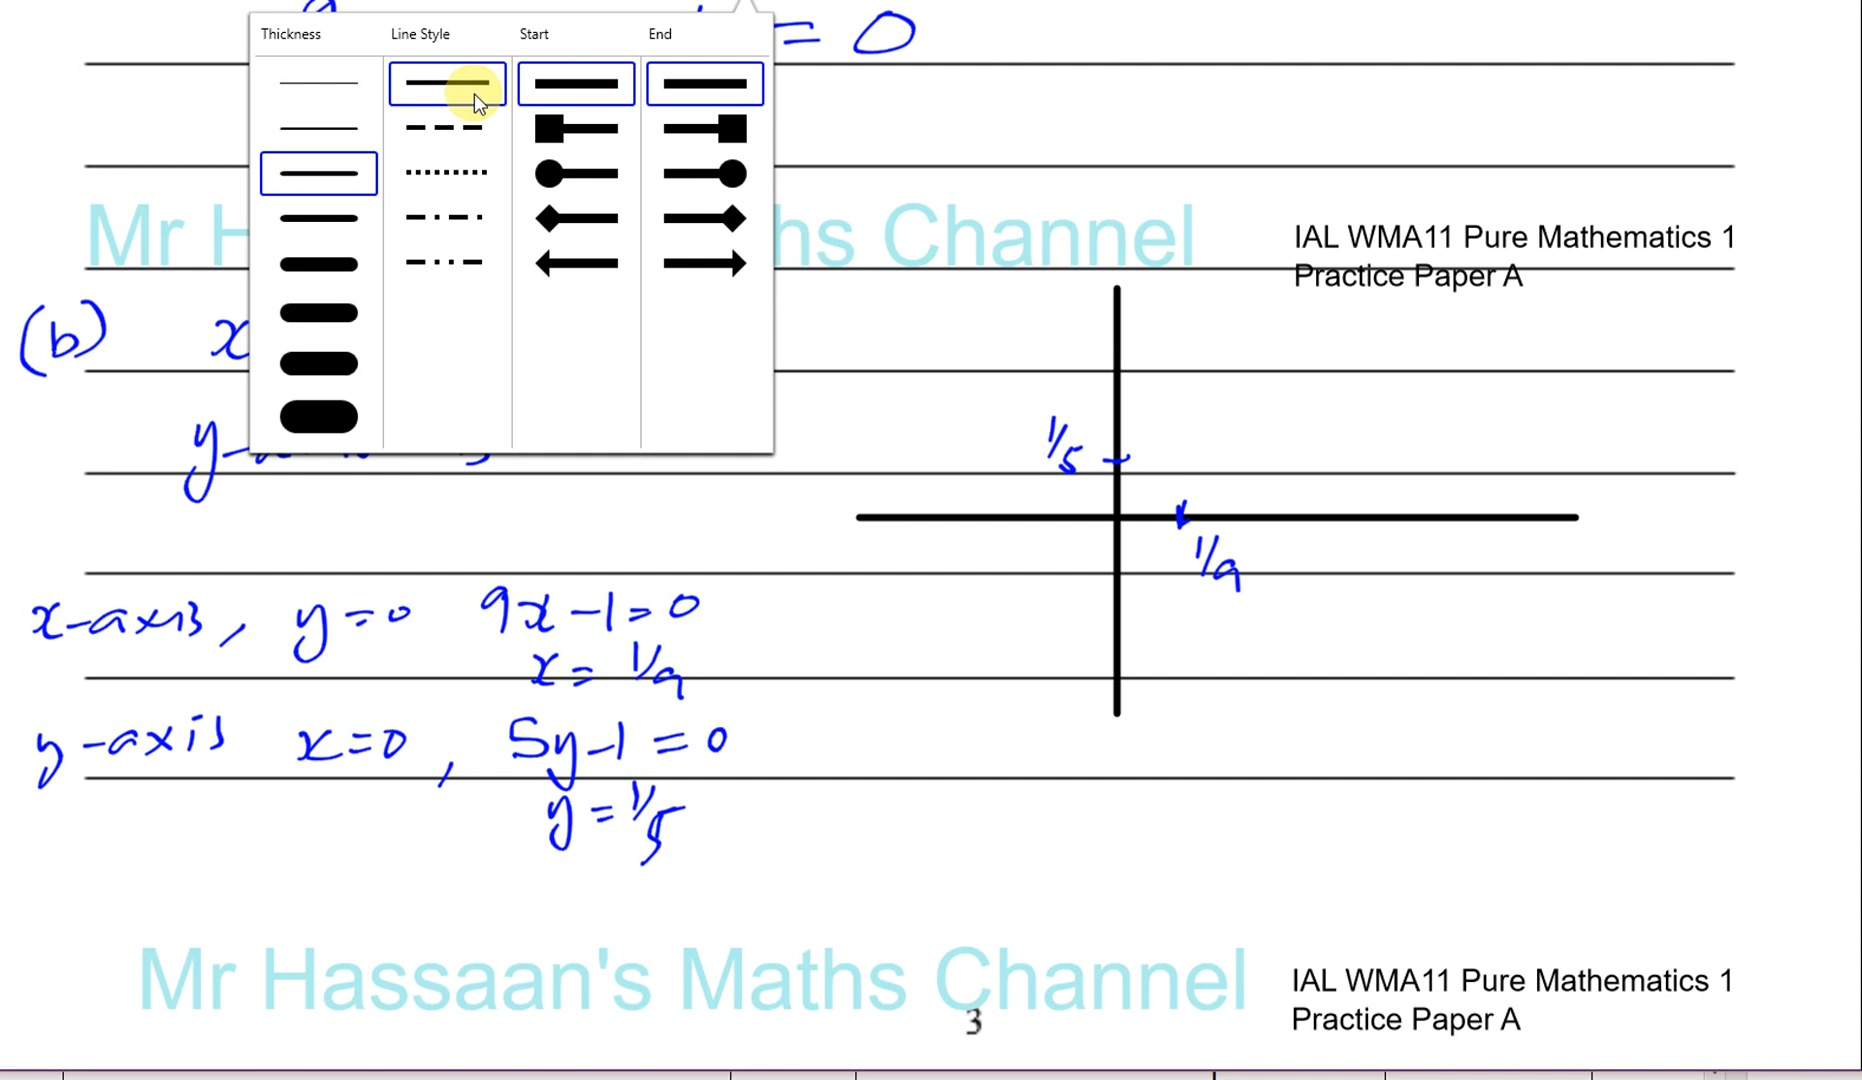 = 0
Thickness Line Style Start End
Mr H hs Channel
IAL WMA11 Pure Mathematics 1
Practice Paper A
(b) x
y-
1/5
1/9
x-axis, y=0 9x-1=0
x= 1/9
y-axis x=0, 5y-1=0
y=1/5
Mr Hassaan's Maths Channel
IAL WMA11 Pure Mathematics 1
Practice Paper A
3